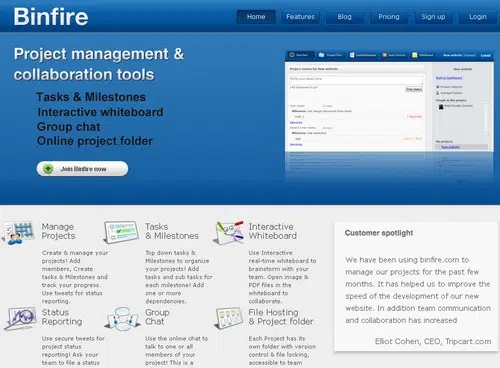 Binfire
Home
Features
Blog
Pricing
Sign up
Login
Project management &
collaboration tools
Tasks & Milestones
Interactive whiteboard
Group chat
Online project folder
Join Binfire now
Manage
Projects
Create & manage your
projects! Add
members, Create
tasks & Milestones and
track your progress.
Use tweets for status
reporting.
Tasks
& Milestones
Top down tasks &
Milestones to organize
your projects! Add
tasks and sub tasks for
each milestone! Add
one or more
dependencies.
Interactive
Whiteboard
Use Interactive
real-time whiteboard to
brainstorm with your
team. Open image &
PDF files in the
whiteboard to
collaborate.
Customer spotlight
We have been using binfire.com to
manage our projects for the past few
months. It has helped us to improve the
speed of the development of our new
website. In addition team communication
and collaboration has increased
Elliot Cohen, CEO, Tripcart.com
Status
Reporting
Use secure tweets for
project status
reporting! Ask your
team to file a status
Group
Chat
Use the online chat to
talk to one or all
members of your
project! This is a
File Hosting
& Project folder
Each Project has its
own folder with version
control & file locking,
accessible to team